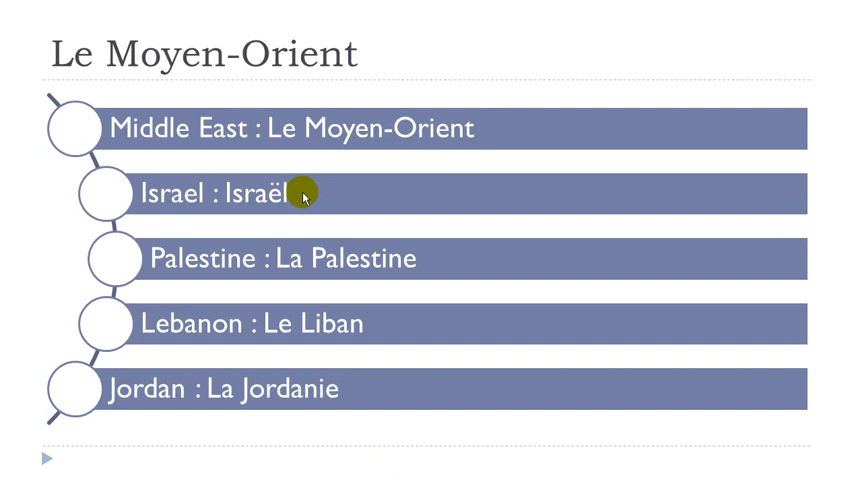 Le Moyen-Orient
Middle East : Le Moyen-Orient
Israel : Israël
Palestine : La Palestine
Lebanon : Le Liban
Jordan : La Jordanie